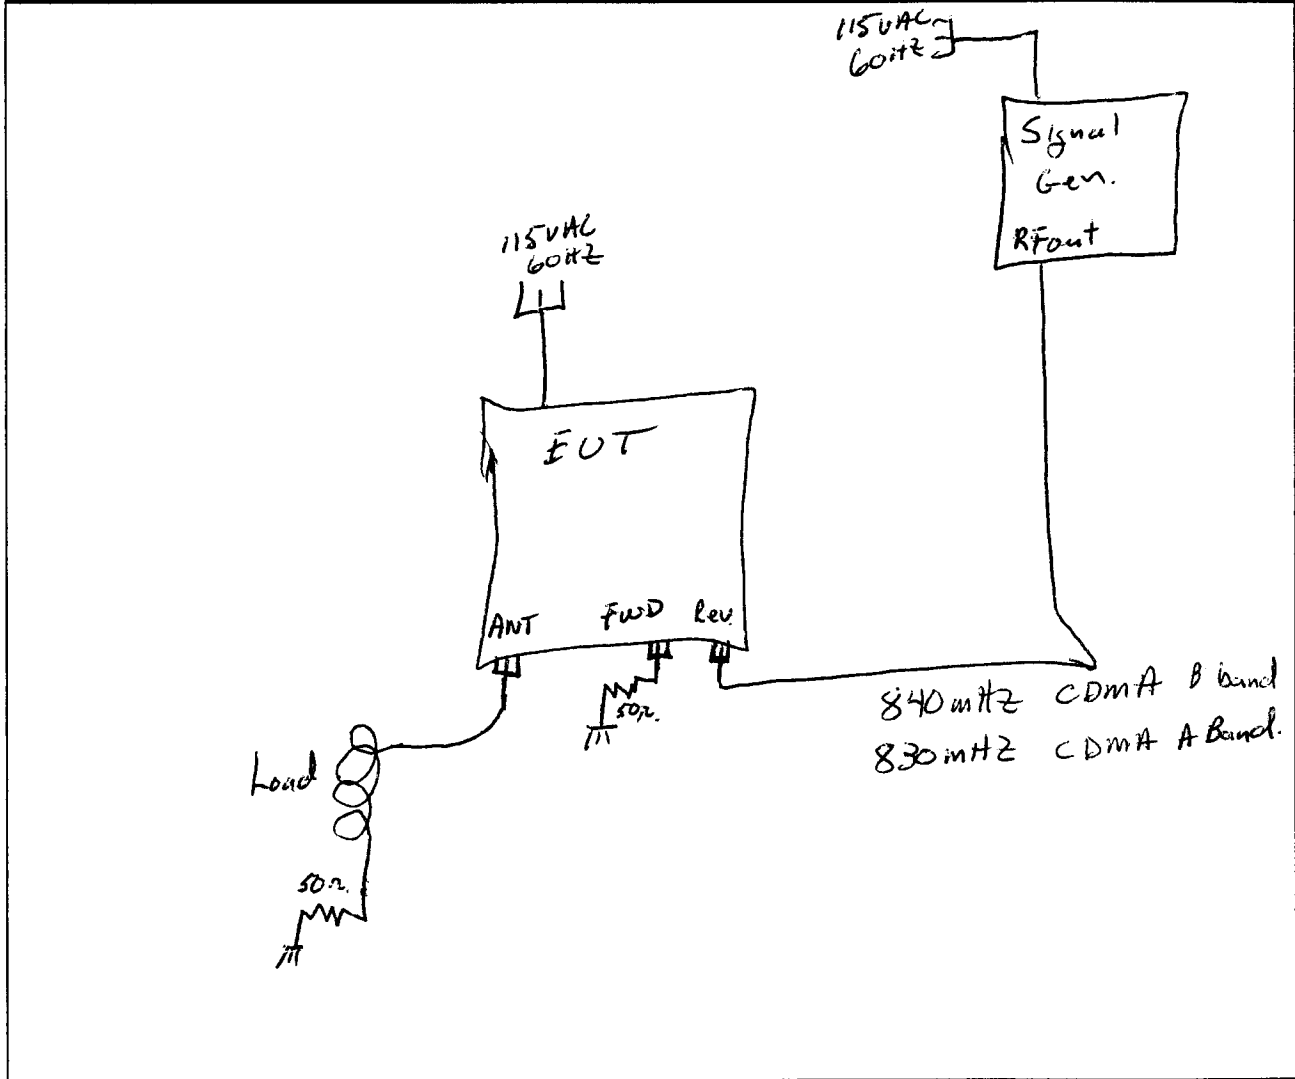 115VAC
60HZ
Signal
Gen.
RFout
115VAC
60HZ
EUT
ANT
FWD
Rev.
50Ω
840mHZ CDMA B band
830mHZ CDMA A Band.
Load
50Ω